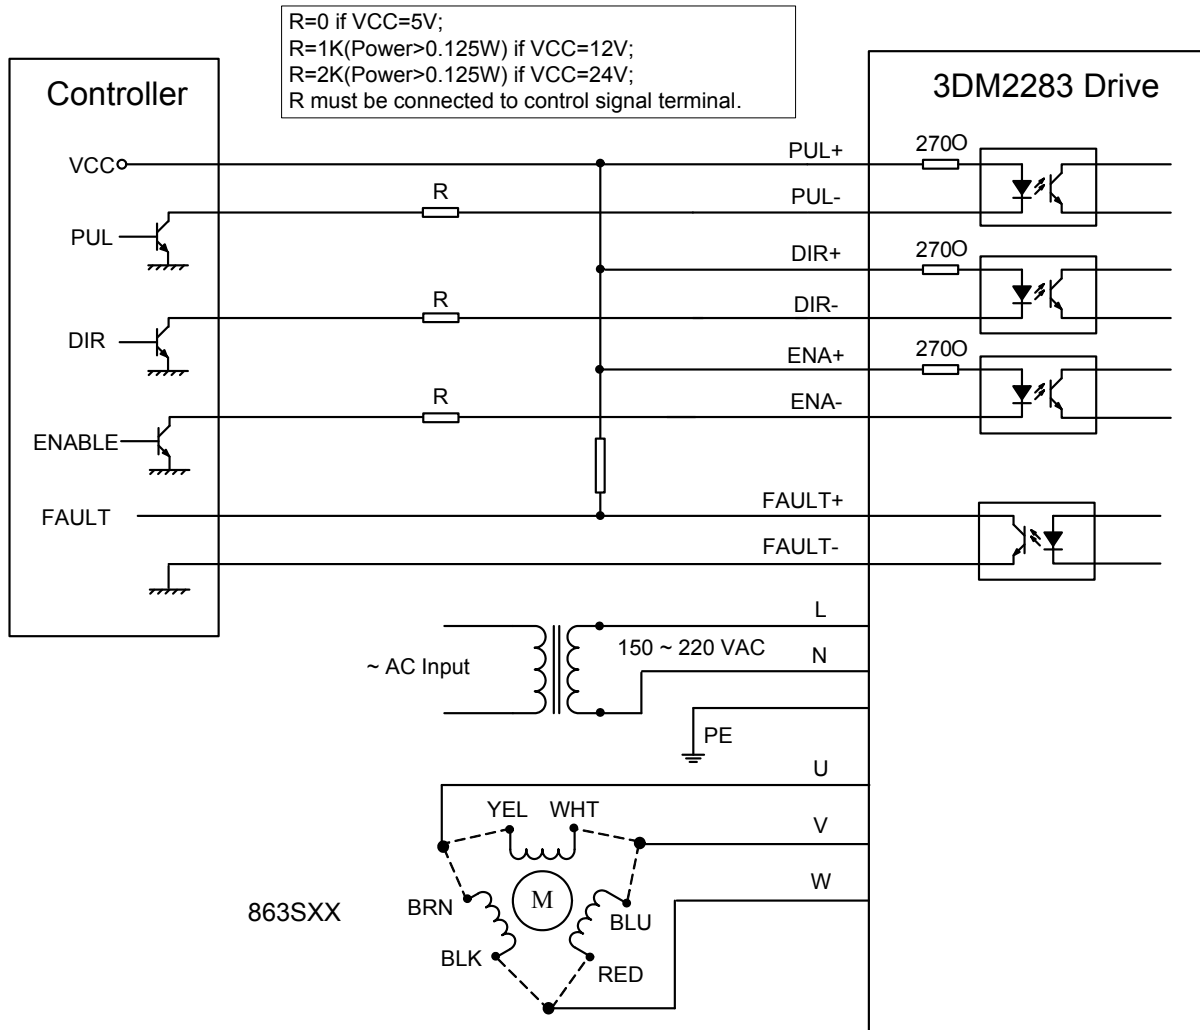 R=0 if VCC=5V;
R=1K(Power>0.125W) if VCC=12V;
R=2K(Power>0.125W) if VCC=24V;
R must be connected to control signal terminal.
Controller
3DM2283 Drive
VCC
PUL+
270O
R
PUL-
PUL
DIR+
270O
R
DIR-
DIR
ENA+
270O
R
ENA-
ENABLE
FAULT
FAULT+
FAULT-
L
~ AC Input
150 ~ 220 VAC
N
PE
U
YEL
WHT
V
W
863SXX
BRN
M
BLU
BLK
RED